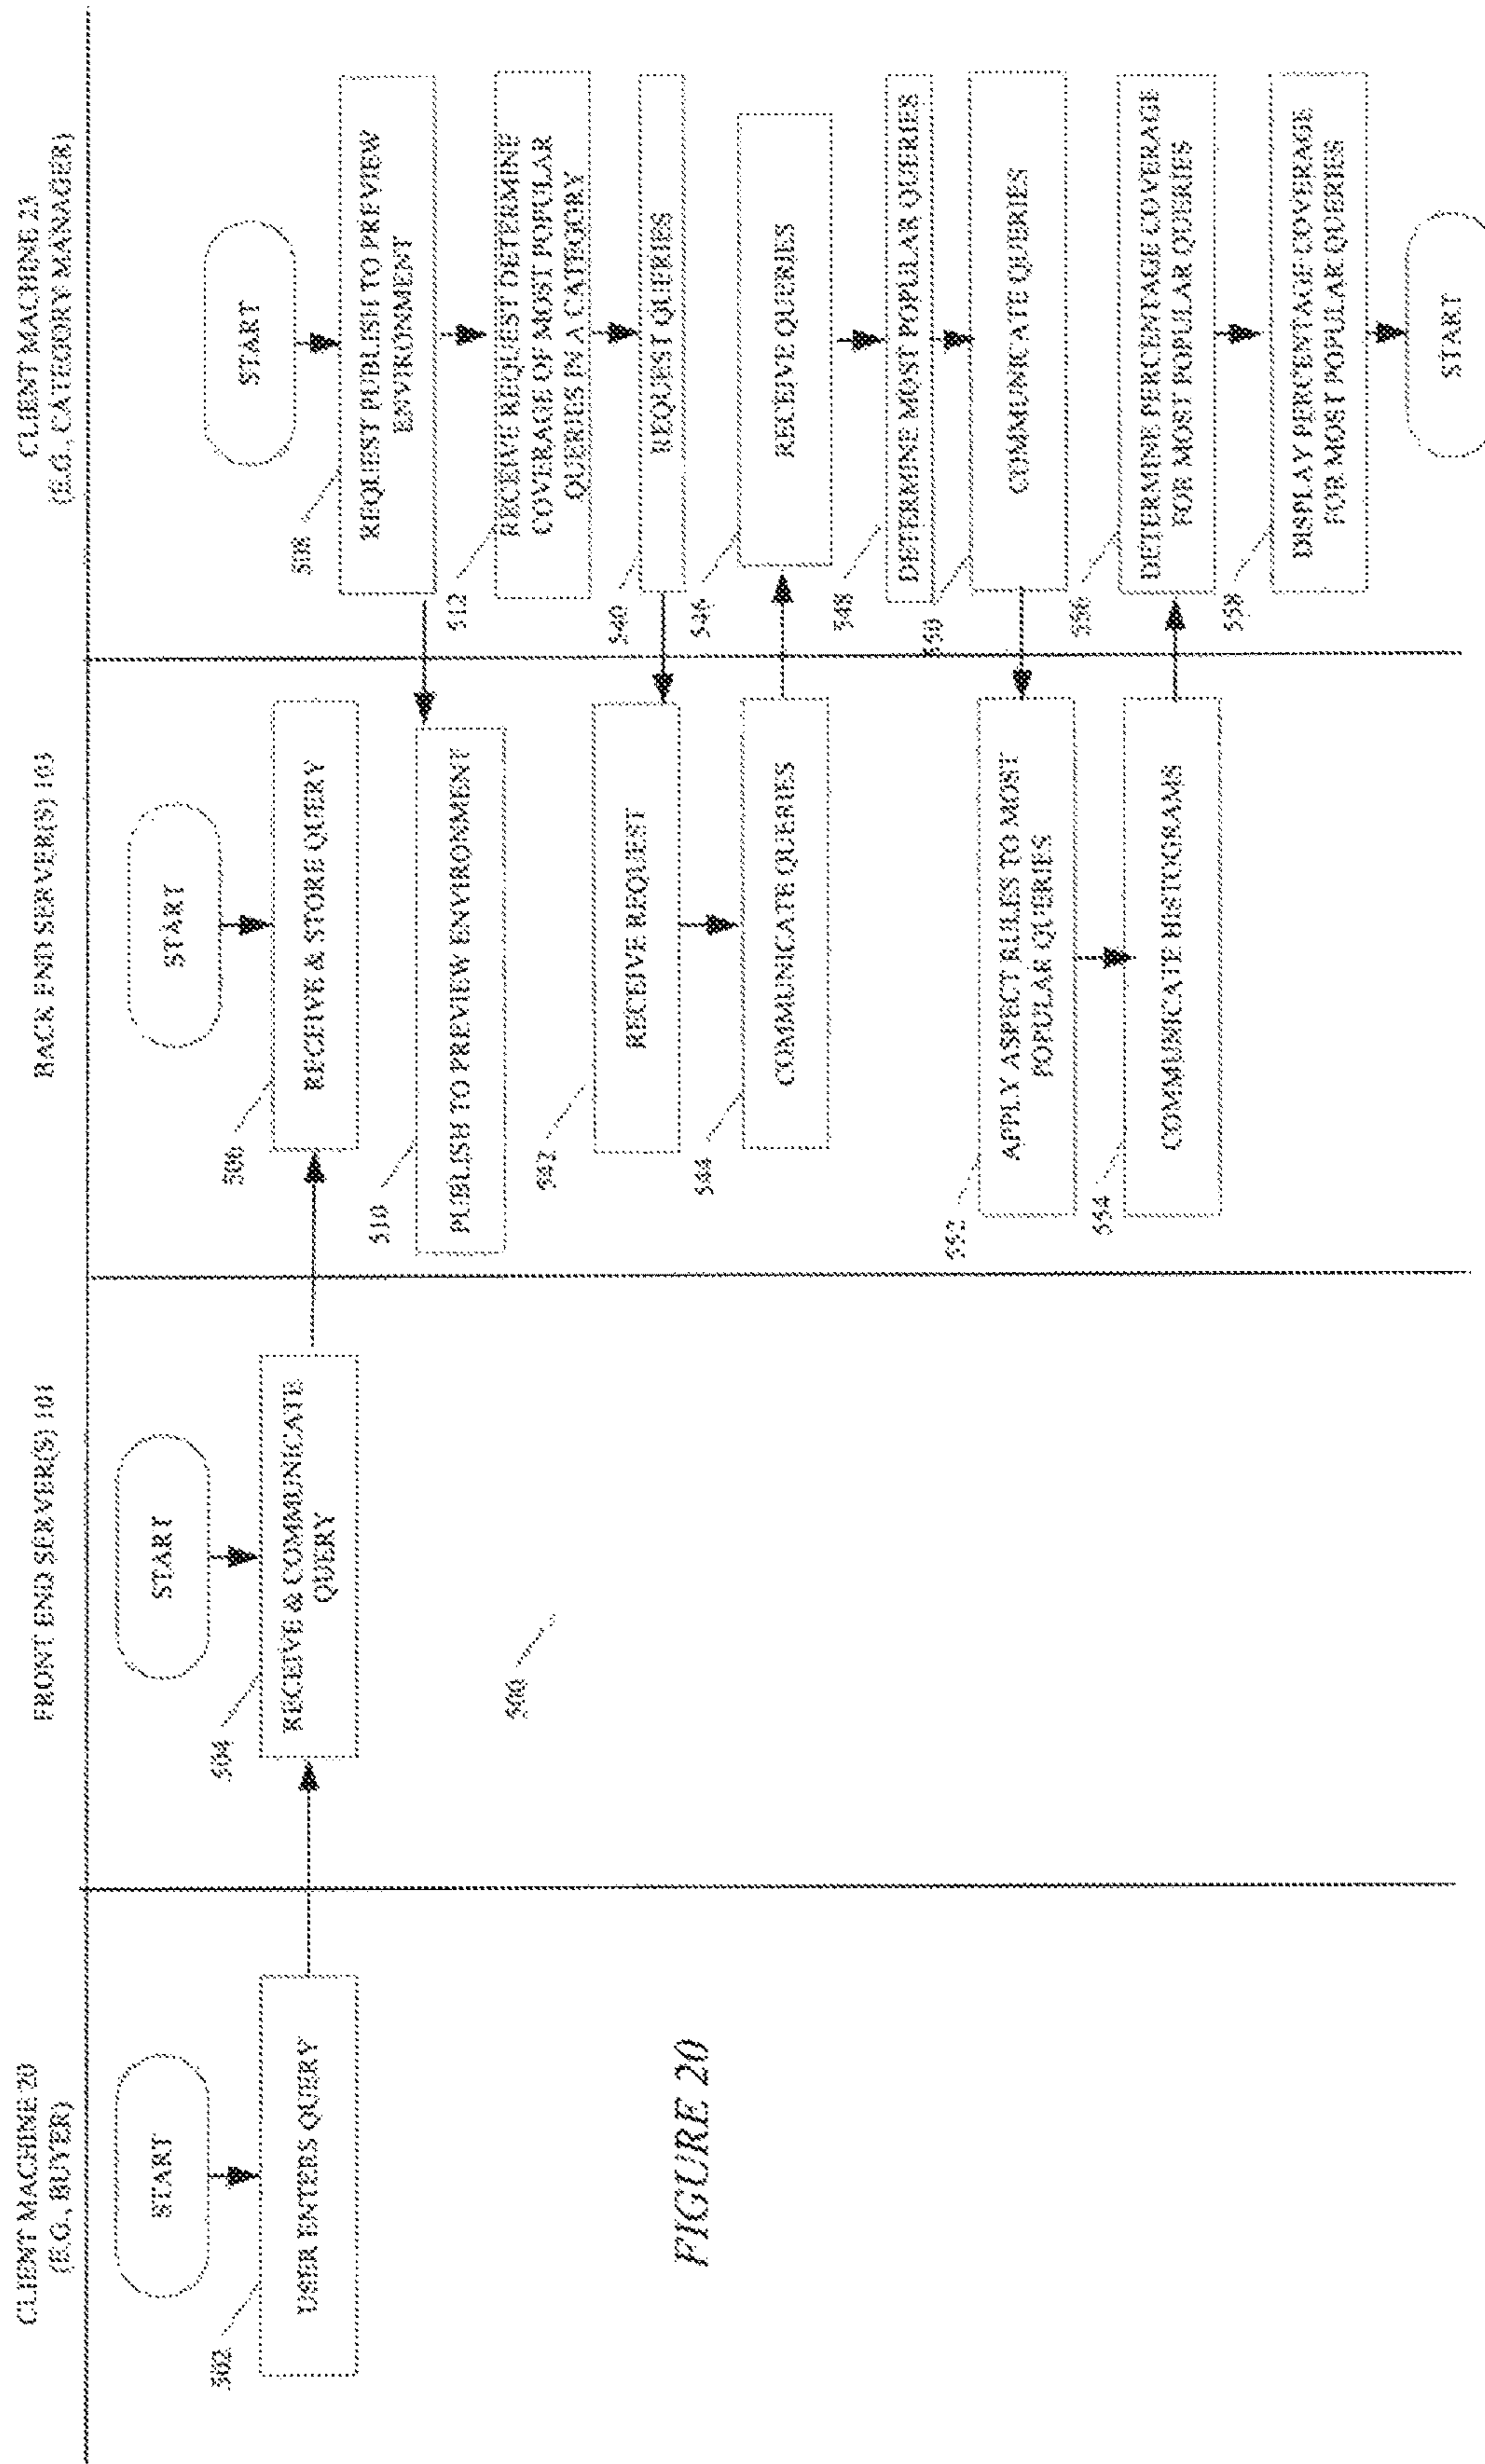 CLIENT MACHINE 20
(E.G., BUYER)
START
502
USER ENTERS QUERY
FRONT END SERVER(S) 101
START
504
RECEIVE & COMMUNICATE
QUERY
500
BACK END SERVER(S) 103
START
506
RECEIVE & STORE QUERY
510
PUBLISH TO PREVIEW ENVIRONMENT
542
RECEIVE REQUEST
544
COMMUNICATE QUERIES
552
APPLY ASPECT RULES TO MOST
POPULAR QUERIES
554
COMMUNICATE HISTOGRAMS
CLIENT MACHINE 23
(E.G., CATEGORY MANAGER)
START
508
REQUEST PUBLISH TO PREVIEW
ENVIRONMENT
512
RECEIVE REQUEST DETERMINE
COVERAGE OF MOST POPULAR
QUERIES IN A CATEGORY
540
REQUEST QUERIES
546
RECEIVE QUERIES
548
DETERMINE MOST POPULAR QUERIES
550
COMMUNICATE QUERIES
556
DETERMINE PERCENTAGE COVERAGE
FOR MOST POPULAR QUERIES
558
DISPLAY PERCENTAGE COVERAGE
FOR MOST POPULAR QUERIES
START
FIGURE 20